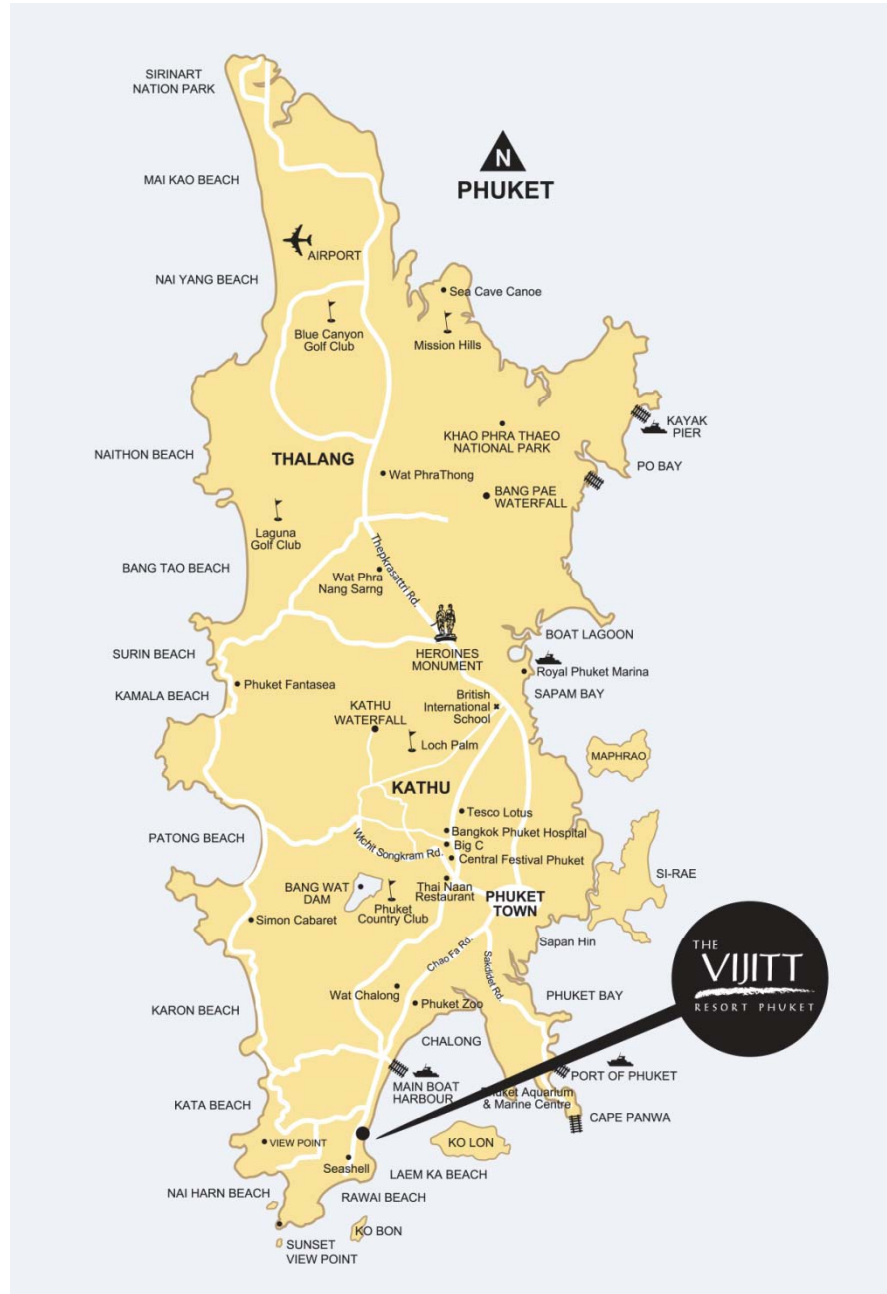 SIRINART
NATION PARK
N
PHUKET
MAI KAO BEACH
AIRPORT
NAI YANG BEACH
Sea Cave Canoe
Blue Canyon
Golf Club
Mission Hills
KAYAK
PIER
KHAO PHRA THAEO
NATIONAL PARK
NAITHON BEACH
THALANG
PO BAY
Wat PhraThong
BANG PAE
WATERFALL
Laguna
Golf Club
Thepkrasattri Rd.
BANG TAO BEACH
Wat Phra
Nang Sarng
BOAT LAGOON
SURIN BEACH
HEROINES
MONUMENT
Royal Phuket Marina
Phuket Fantasea
KAMALA BEACH
SAPAM BAY
British
International
School
KATHU
WATERFALL
Loch Palm
MAPHRAO
KATHU
Tesco Lotus
PATONG BEACH
Wichit Songkram Rd.
Bangkok Phuket Hospital
Big C
Central Festival Phuket
SI-RAE
BANG WAT
DAM
Thai Naan
Restaurant
Phuket
Country Club
PHUKET
TOWN
Simon Cabaret
Sapan Hin
THE
VIJITT
RESORT PHUKET
Chao Fa Rd.
Sakdidet Rd.
Wat Chalong
Phuket Zoo
PHUKET BAY
KARON BEACH
CHALONG
MAIN BOAT
HARBOUR
PORT OF PHUKET
Phuket Aquarium
& Marine Centre
KATA BEACH
CAPE PANWA
VIEW POINT
KO LON
Seashell
LAEM KA BEACH
NAI HARN BEACH
RAWAI BEACH
KO BON
SUNSET
VIEW POINT